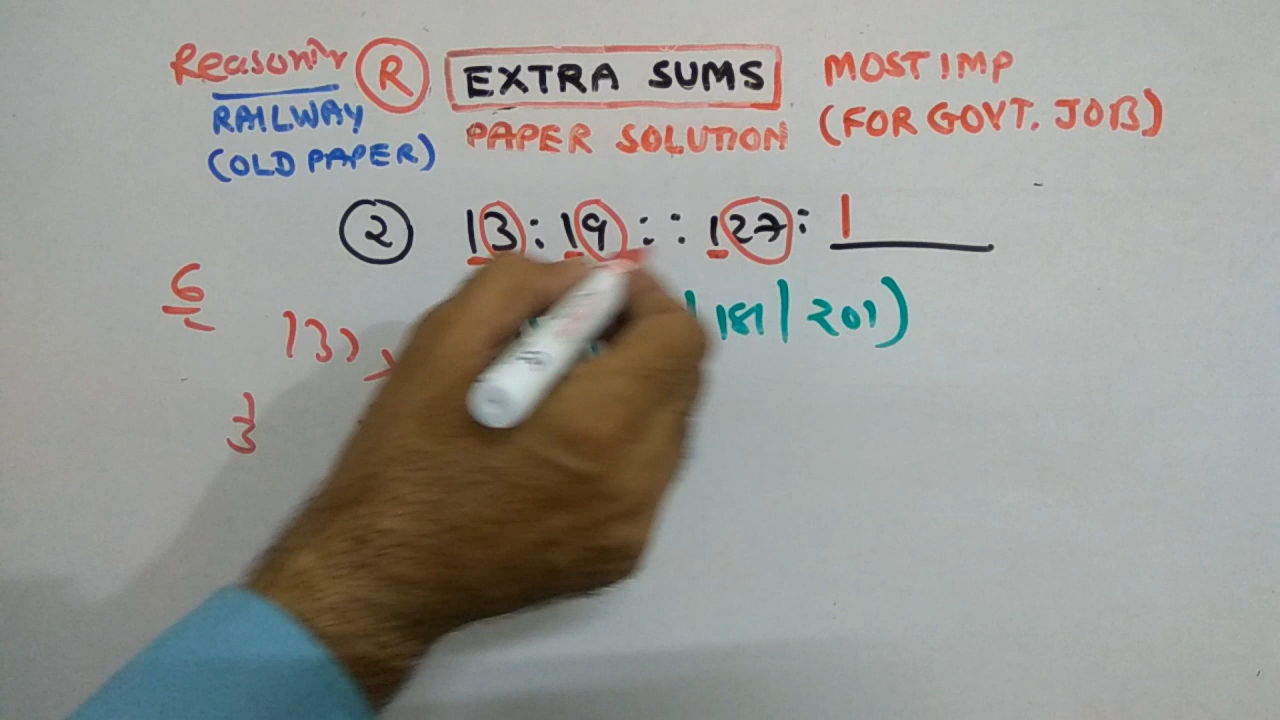 Reasoning R EXTRA SUMS MOST IMP
RAILWAY PAPER SOLUTION (FOR GOVT. JOB)
(OLD PAPER)
2 13 : 19 : : 127 : 1
6 | 181 | 201)
13,
3